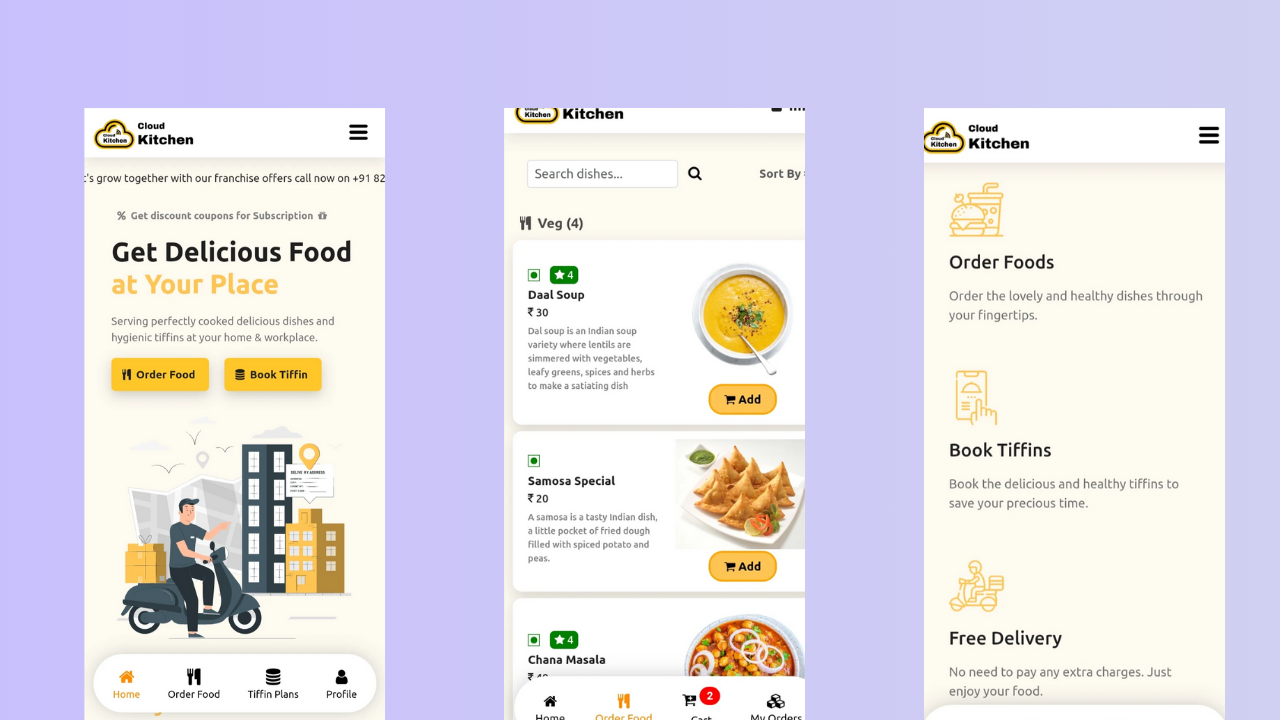 Cloud
Kitchen
Cloud
Kitchen
't's grow together with our franchise offers call now on +91 82
Get discount coupons for Subscription
Get Delicious Food
at Your Place
Serving perfectly cooked delicious dishes and
hygienic tiffins at your home & workplace.
Order Food
Book Tiffin
DELIVE MY ADDRESS
Home
Order Food
Tiffin Plans
Profile
Kitchen
Kitchen
Search dishes...
Sort By
Veg (4)
4
Daal Soup
₹ 30
Dal soup is an Indian soup
variety where lentils are
simmered with vegetables,
leafy greens, spices and herbs
to make a satiating dish
Add
Samosa Special
₹ 20
A samosa is a tasty Indian dish,
a little pocket of fried dough
filled with spiced potato and
peas.
Add
4
Chana Masala
Home
Order Food
2
Cart
My Orders
Cloud
Kitchen
Cloud
Kitchen
Order Foods
Order the lovely and healthy dishes through
your fingertips.
Book Tiffins
Book the delicious and healthy tiffins to
save your precious time.
Free Delivery
No need to pay any extra charges. Just
enjoy your food.